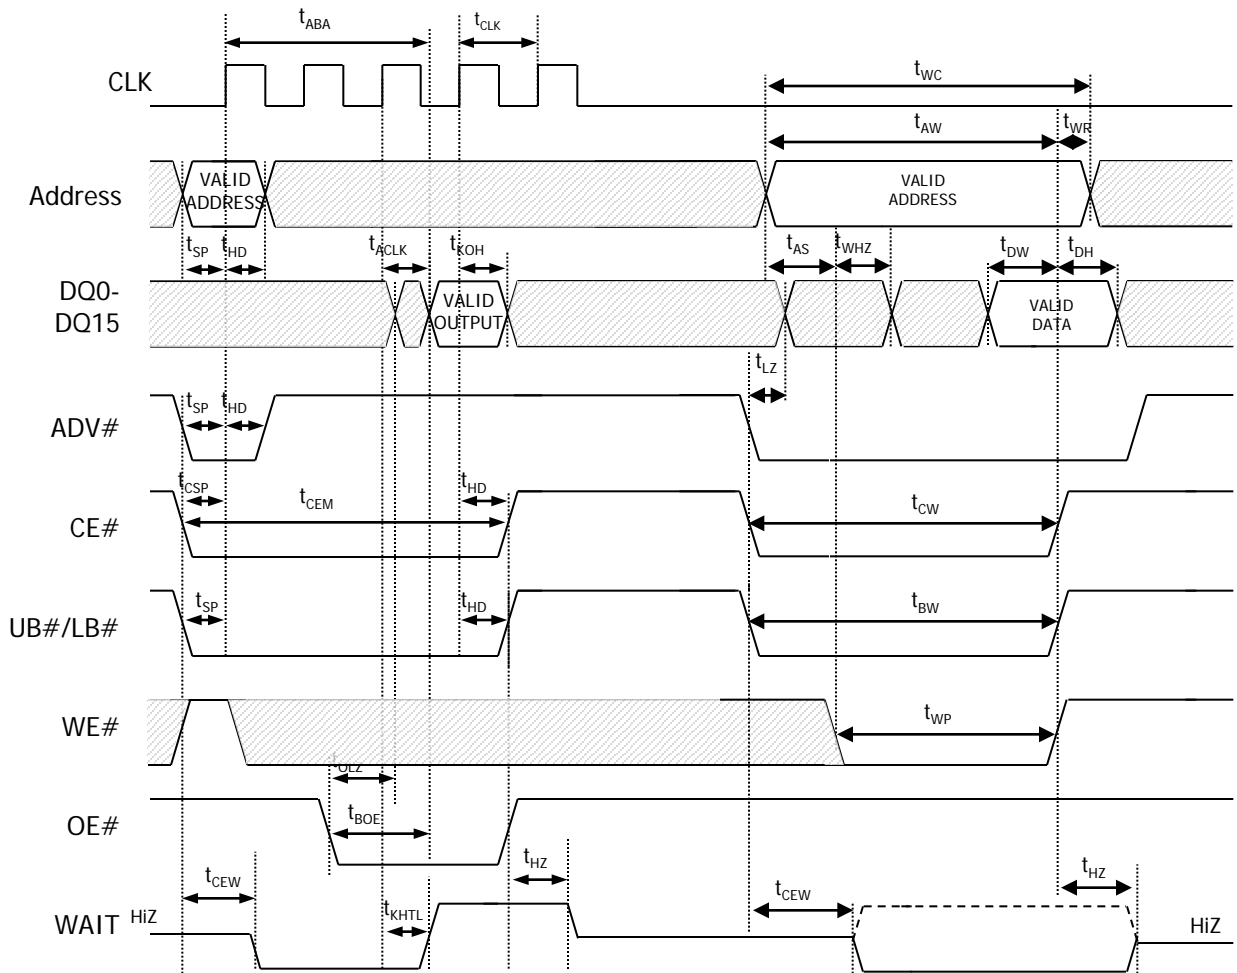 tABA
tCLK
CLK
tWC
tAW
tWR
Address
VALID
ADDRESS
VALID
ADDRESS
tSP
tHD
tACLK
tKOH
tAS
tWHZ
tDW
tDH
DQ0-
DQ15
VALID
OUTPUT
VALID
DATA
tLZ
ADV#
tSP
tHD
CE#
tCSP
tCEM
tHD
tCW
UB#/LB#
tSP
tHD
tBW
WE#
tWP
tOLZ
OE#
tBOE
tHZ
tCEW
tHZ
tCEW
WAIT
HiZ
tKHTL
HiZ